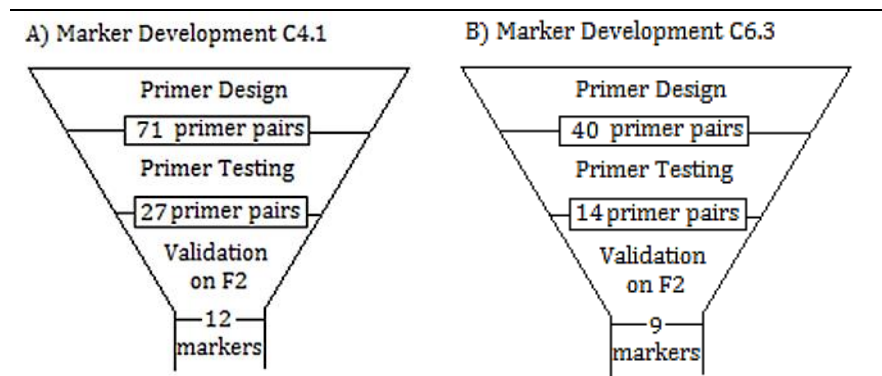 A) Marker Development C4.1
Primer Design
71 primer pairs
Primer Testing
27 primer pairs
Validation
on F2
12
markers
B) Marker Development C6.3
Primer Design
40 primer pairs
Primer Testing
14 primer pairs
Validation
on F2
9
markers